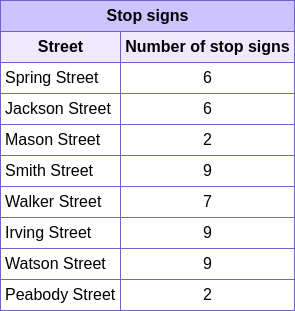 Stop signs
Street Number of stop signs
Spring Street 6
Jackson Street 6
Mason Street 2
Smith Street 9
Walker Street 7
Irving Street 9
Watson Street 9
Peabody Street 2